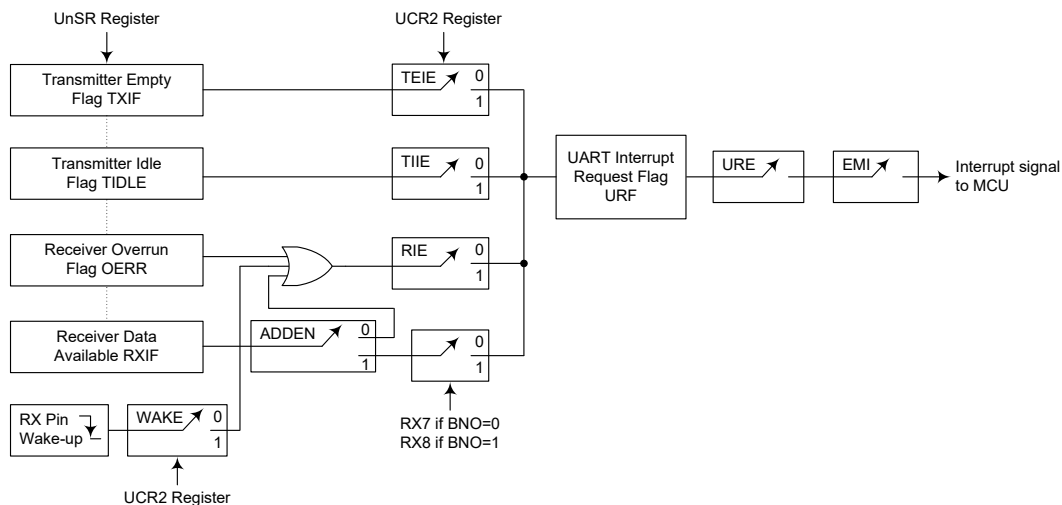 UnSR Register
UCR2 Register
Transmitter Empty
Flag TXIF
TEIE
0
1
Transmitter Idle
Flag TIDLE
TIIE
0
1
UART Interrupt
Request Flag
URF
URE
EMI
Interrupt signal
to MCU
Receiver Overrun
Flag OERR
RIE
0
1
Receiver Data
Available RXIF
ADDEN
0
1
0
1
RX Pin
Wake-up
WAKE
0
1
RX7 if BNO=0
RX8 if BNO=1
UCR2 Register